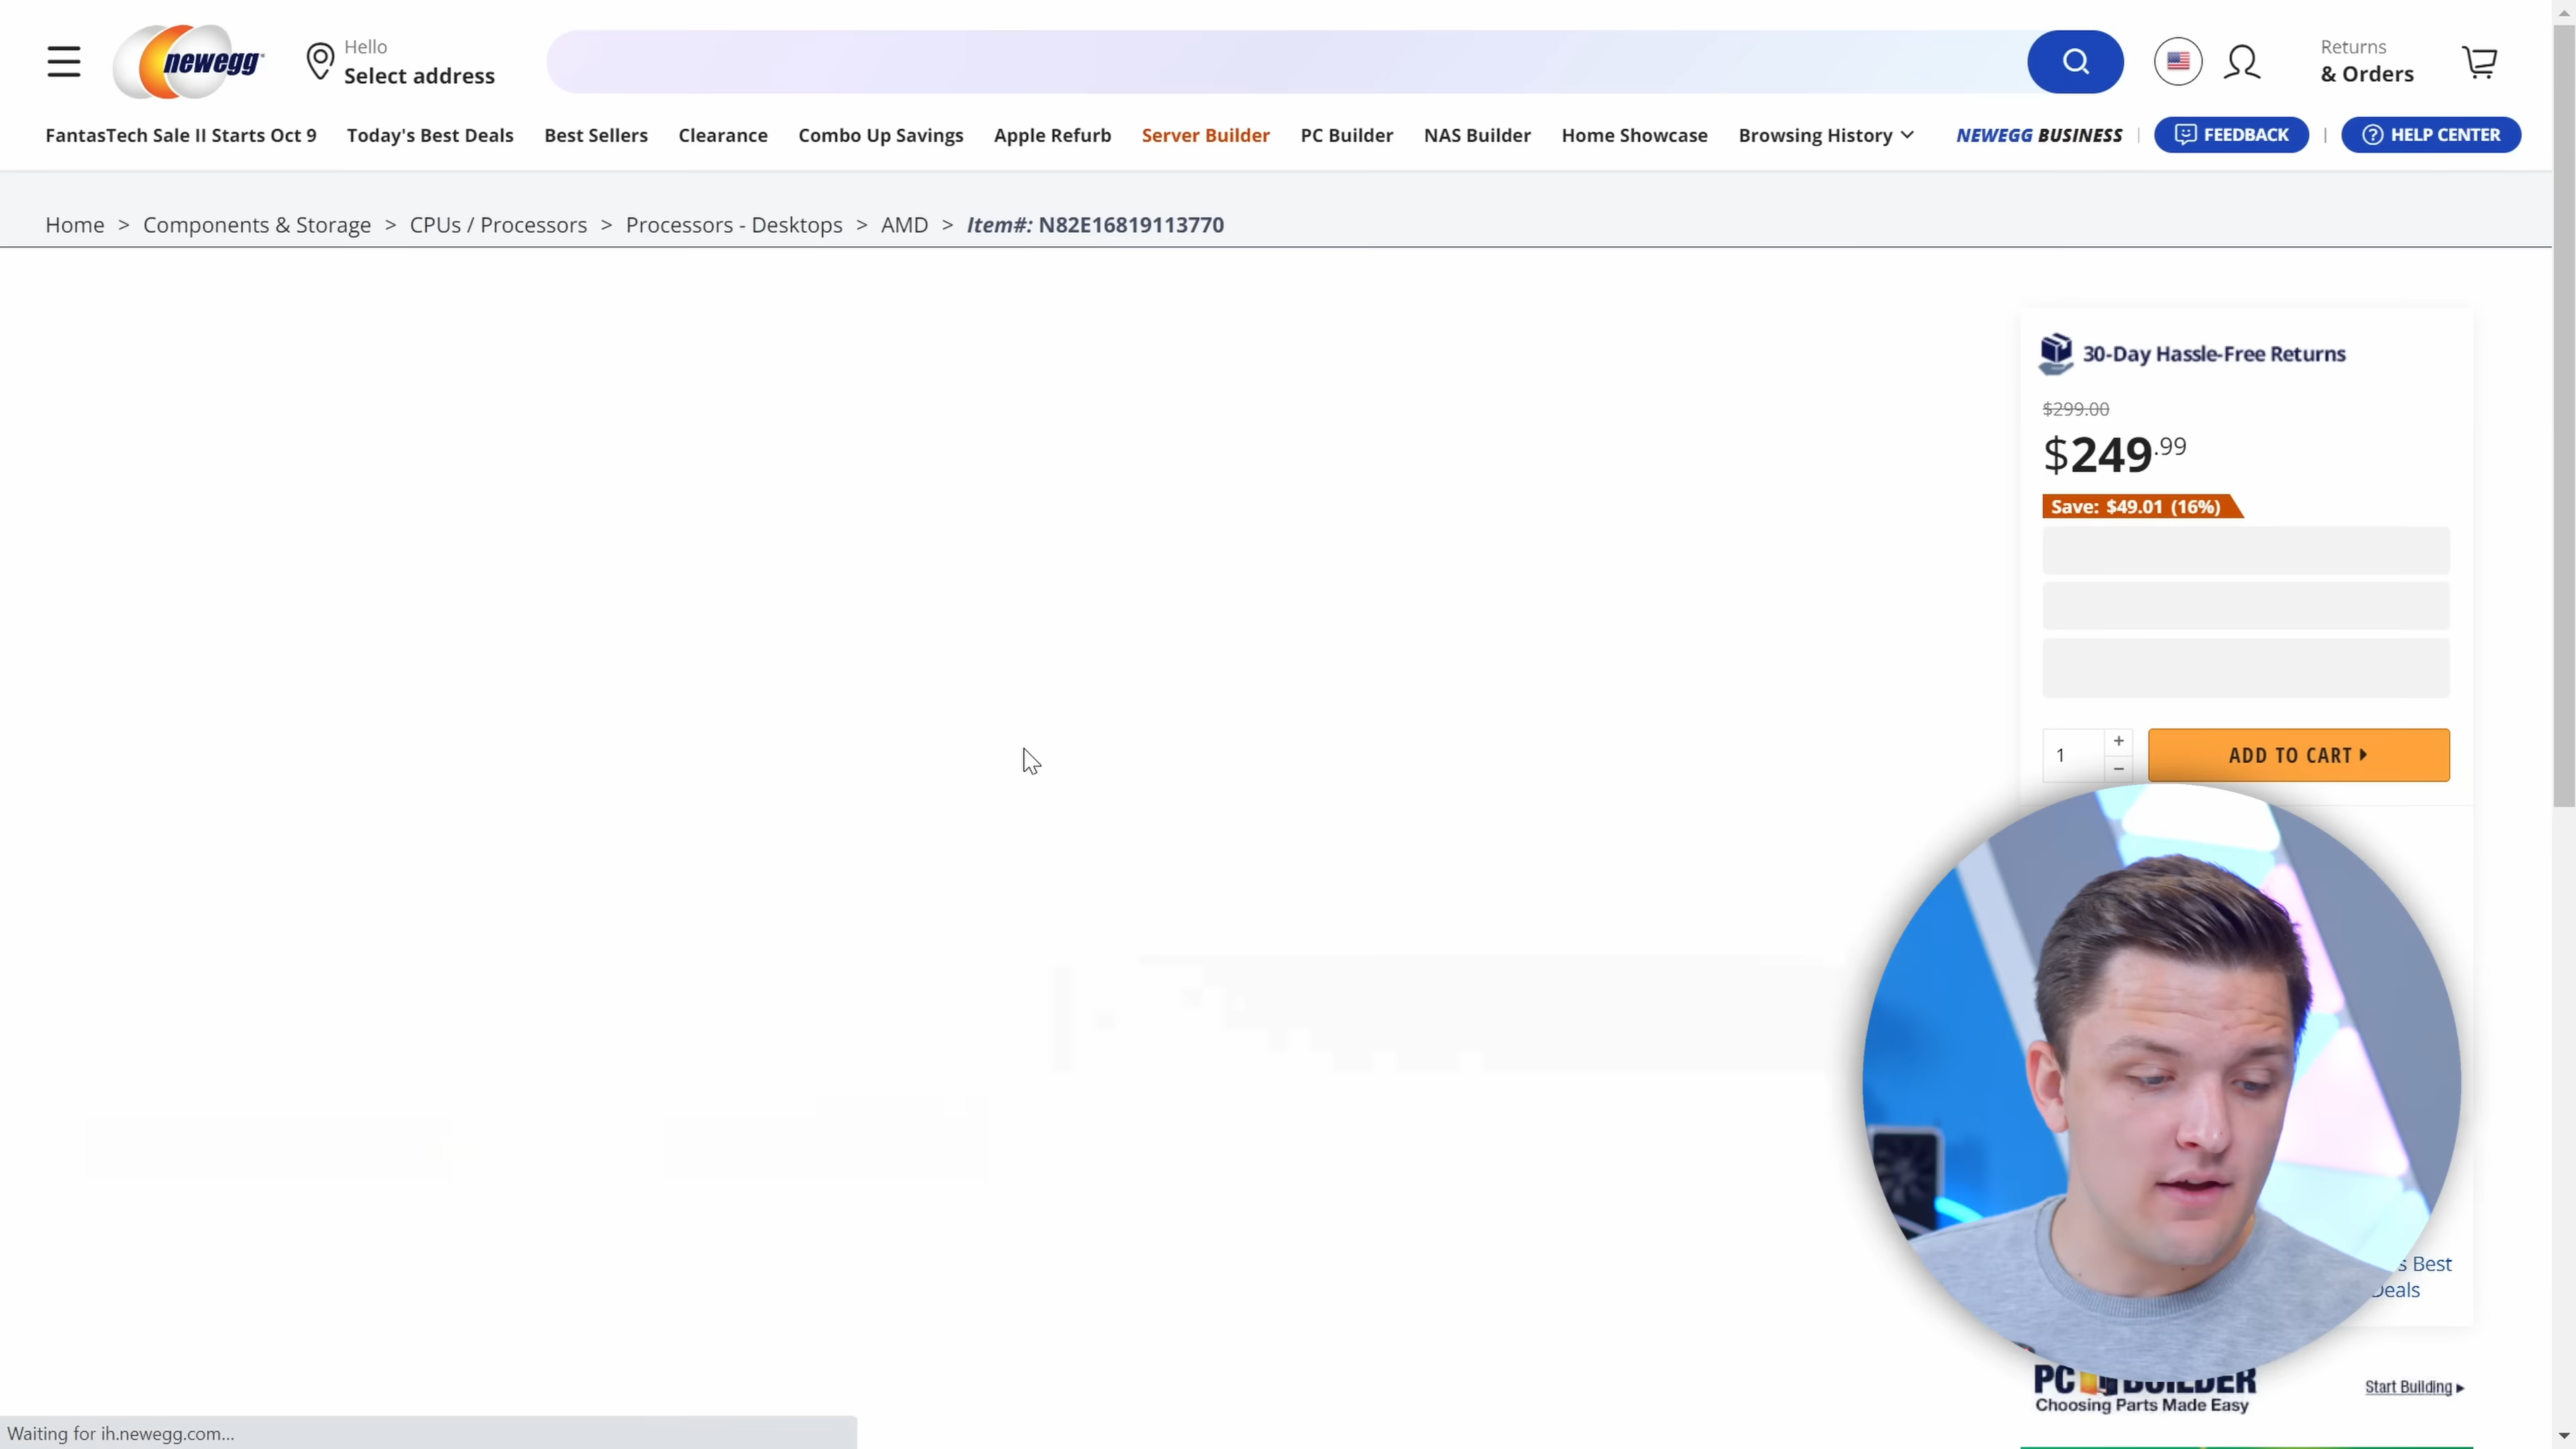 newegg
Hello
Select address
Returns
& Orders
FantasTech Sale II Starts Oct 9
Today's Best Deals
Best Sellers
Clearance
Combo Up Savings
Apple Refurb
Server Builder
PC Builder
NAS Builder
Home Showcase
Browsing History
NEWEGG BUSINESS
FEEDBACK
HELP CENTER
Home > Components & Storage > CPUs / Processors > Processors - Desktops > AMD > Item#: N82E16819113770
30-Day Hassle-Free Returns
$299.00
$249.99
Save: $49.01 (16%)
1
+
−
ADD TO CART
Best
Deals
PC BUILDER
Choosing Parts Made Easy
Start Building
Waiting for ih.newegg.com...